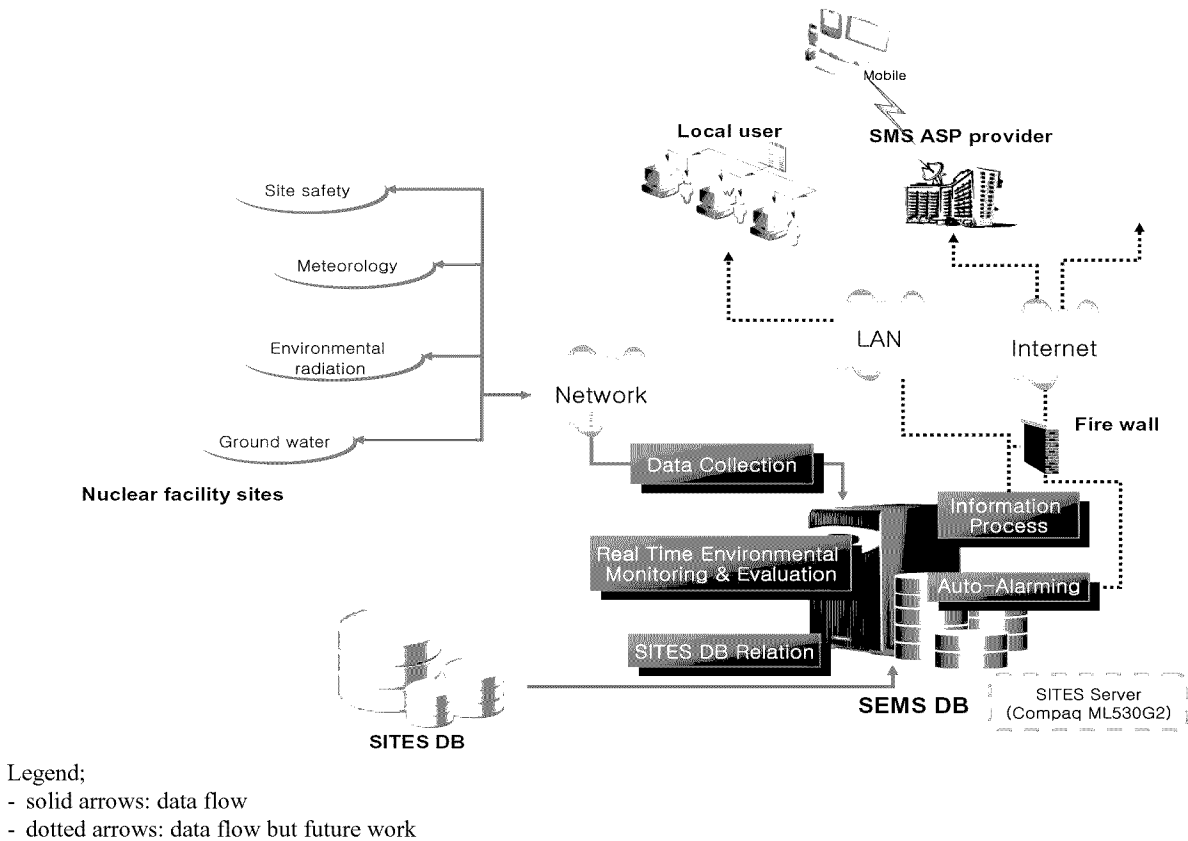 Mobile
Local user
SMS ASP provider
Site safety
Meteorology
Environmental
radiation
Ground water
Nuclear facility sites
Network
LAN
Internet
Fire wall
Data Collection
Information
Process
Real Time Environmental
Monitoring & Evaluation
Auto-Alarming
SITES DB Relation
SEMS DB
SITES Server
(Compaq ML530G2)
SITES DB
Legend;
- solid arrows: data flow
- dotted arrows: data flow but future work